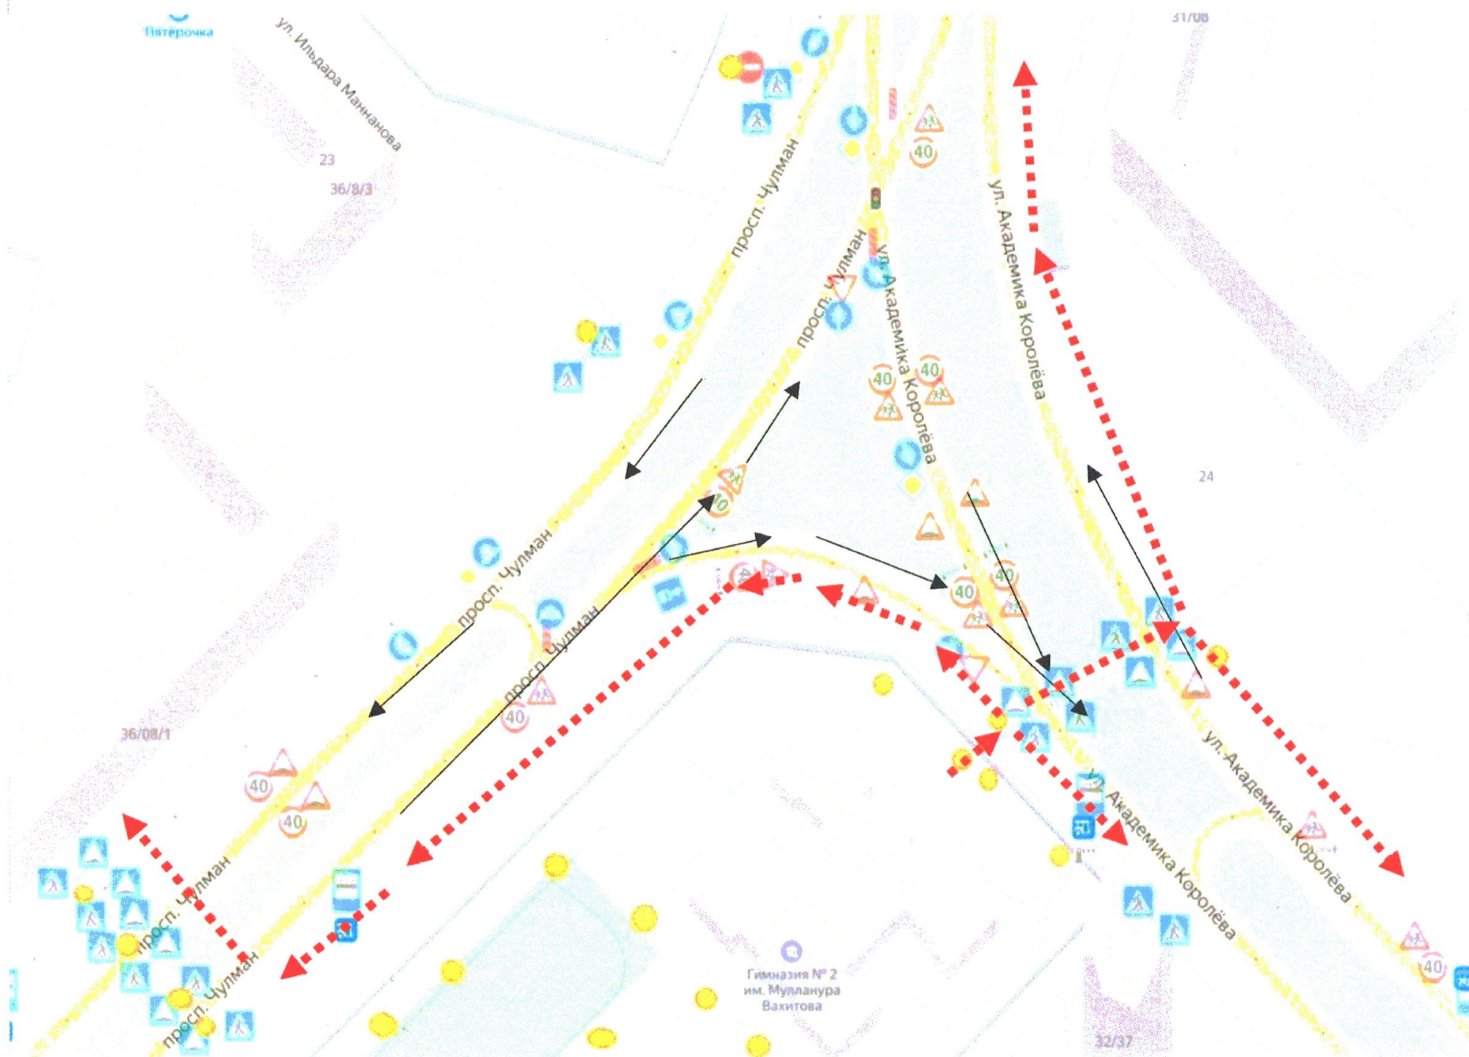 Пятёрочка
ул. Ильдара Маннанова
31/08
23
36/8/3
40
просп. Чулман
ул. Академика Королёва
просп. Чулман
ул. Академика Королёва
40
40
24
40
40
40
просп. Чулман
просп. Чулман
40
36/08/1
40
40
ул. Академика Королёва
ул. Академика Королёва
просп. Чулман
просп. Чулман
40
Гимназия № 2
им. Мулланура
Вахитова
32/37